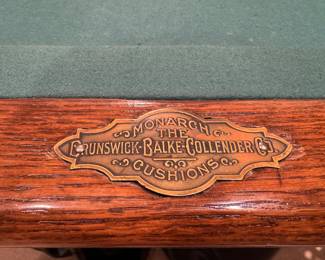 MONARCH
THE
BRUNSWICK-BALKE-COLLENDER CO.
CUSHIONS